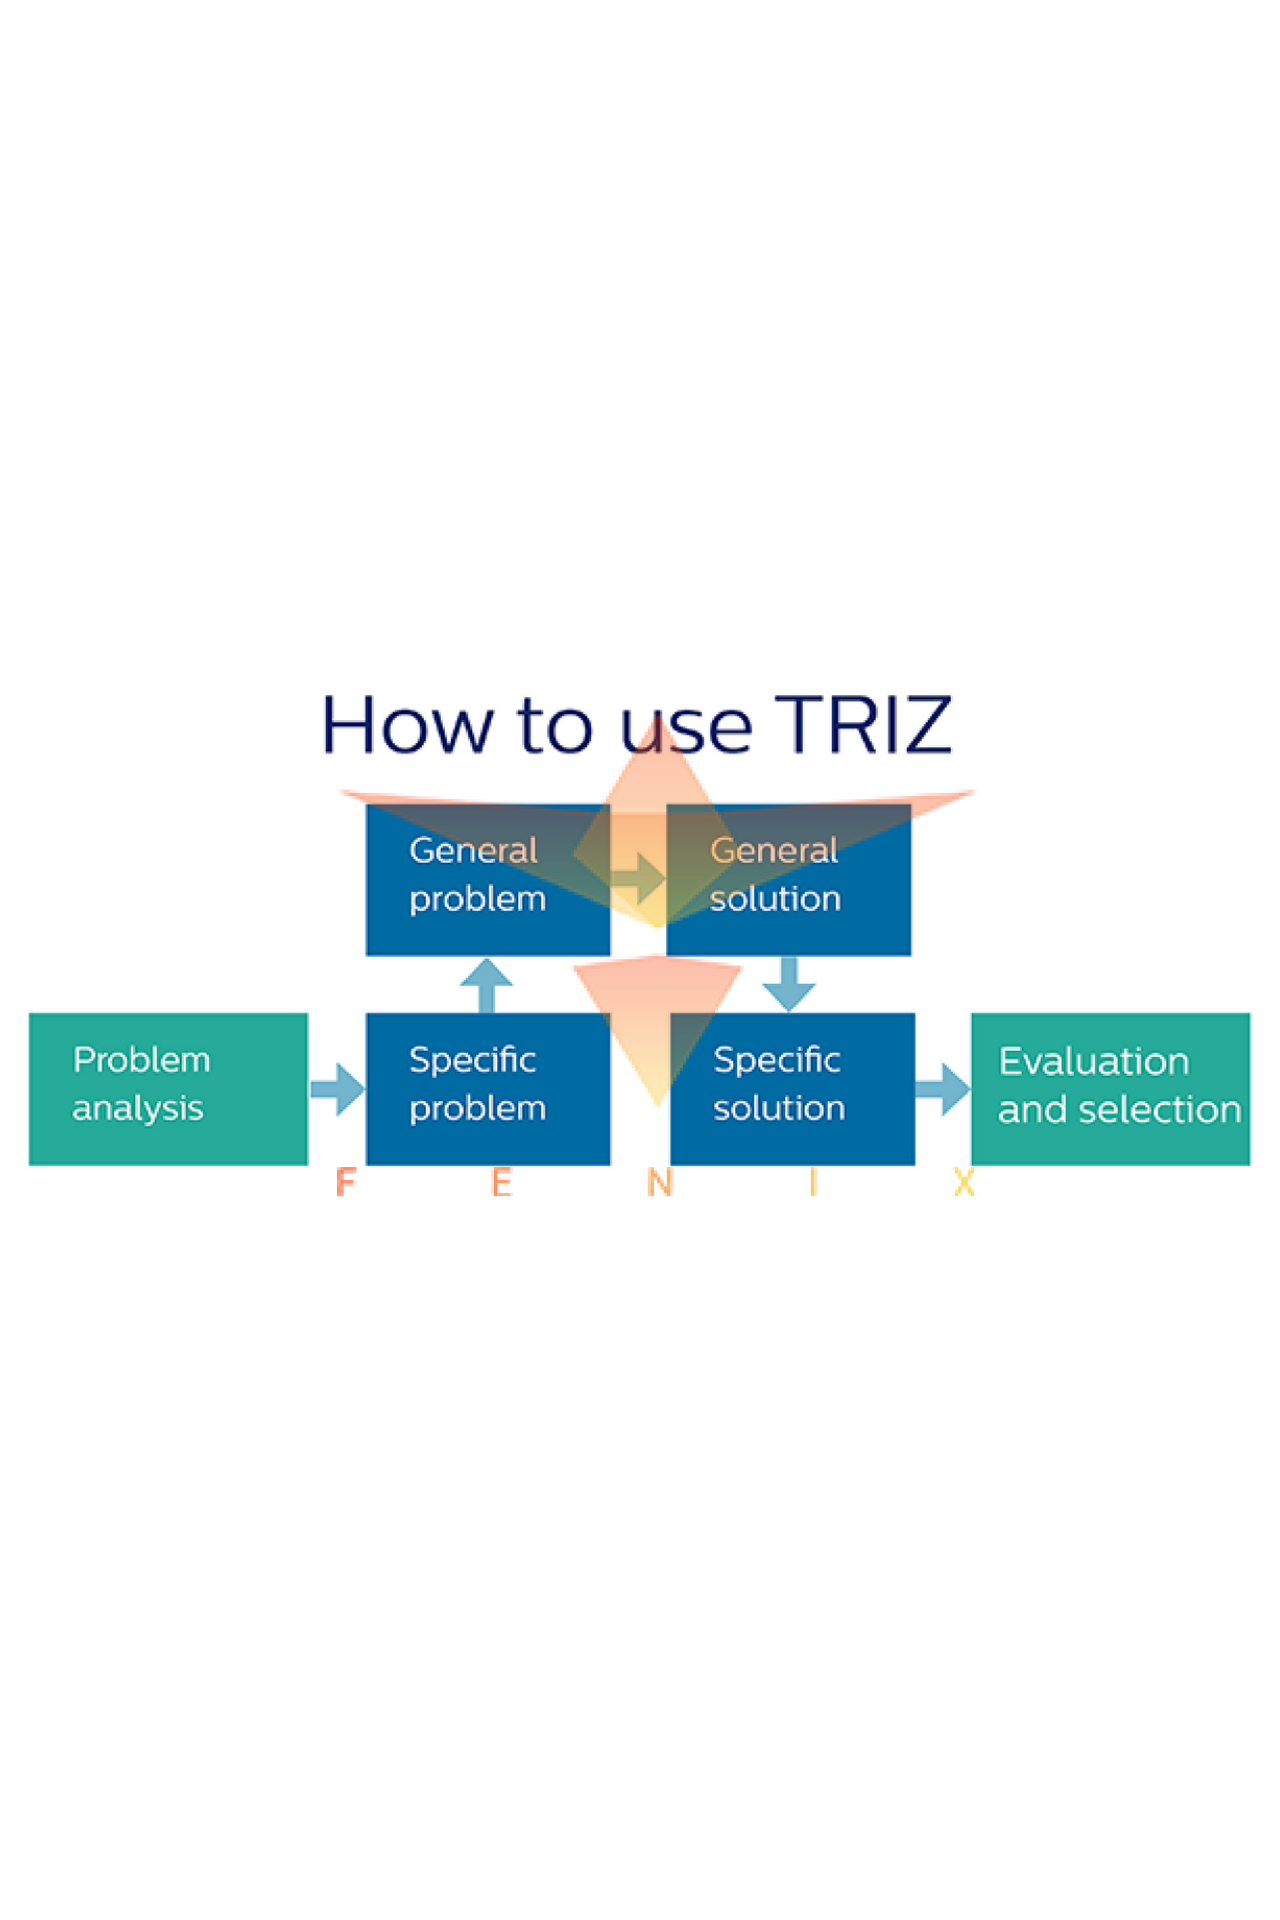 How to use TRIZ
General
problem
General
solution
Problem
analysis
Specific
problem
Specific
solution
Evaluation
and selection
F E N I X